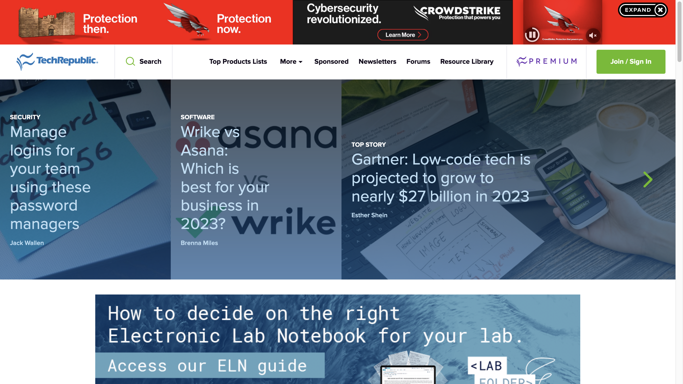 Protection
then.
Protection
now.
Cybersecurity
revolutionized.
Learn More >
CROWDSTRIKE
Protection that powers you
EXPAND
TechRepublic.
Search
Top Products Lists
More
Sponsored
Newsletters
Forums
Resource Library
PREMIUM
Join / Sign In
SECURITY
Manage
logins for
your team
using these
password
managers
Jack Wallen
SOFTWARE
Wrike vs
Asana:
Which is
best for your
business in
2023?
Brenna Miles
asana
vs
wrike
TOP STORY
Gartner: Low-code tech is
projected to grow to
nearly $27 billion in 2023
Esther Shein
How to decide on the right
Electronic Lab Notebook for your lab.
Access our ELN guide
<LAB
FOLDER>